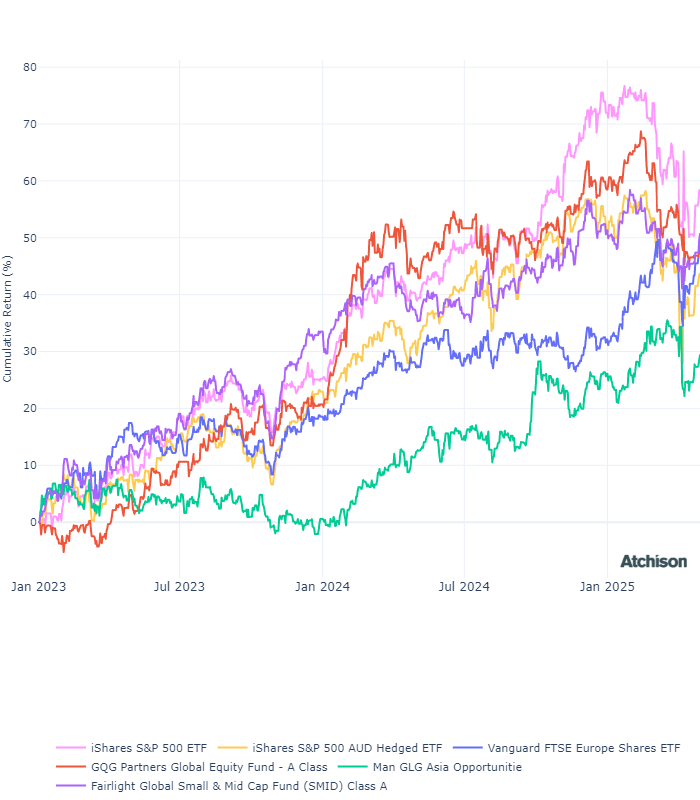 80
70
60
50
40
30
20
10
0
Cumulative Return (%)
Atchison
Jan 2023 Jul 2023 Jan 2024 Jul 2024 Jan 2025
iShares S&P 500 ETF iShares S&P 500 AUD Hedged ETF Vanguard FTSE Europe Shares ETF
GQG Partners Global Equity Fund - A Class Man GLG Asia Opportunitie
Fairlight Global Small & Mid Cap Fund (SMID) Class A